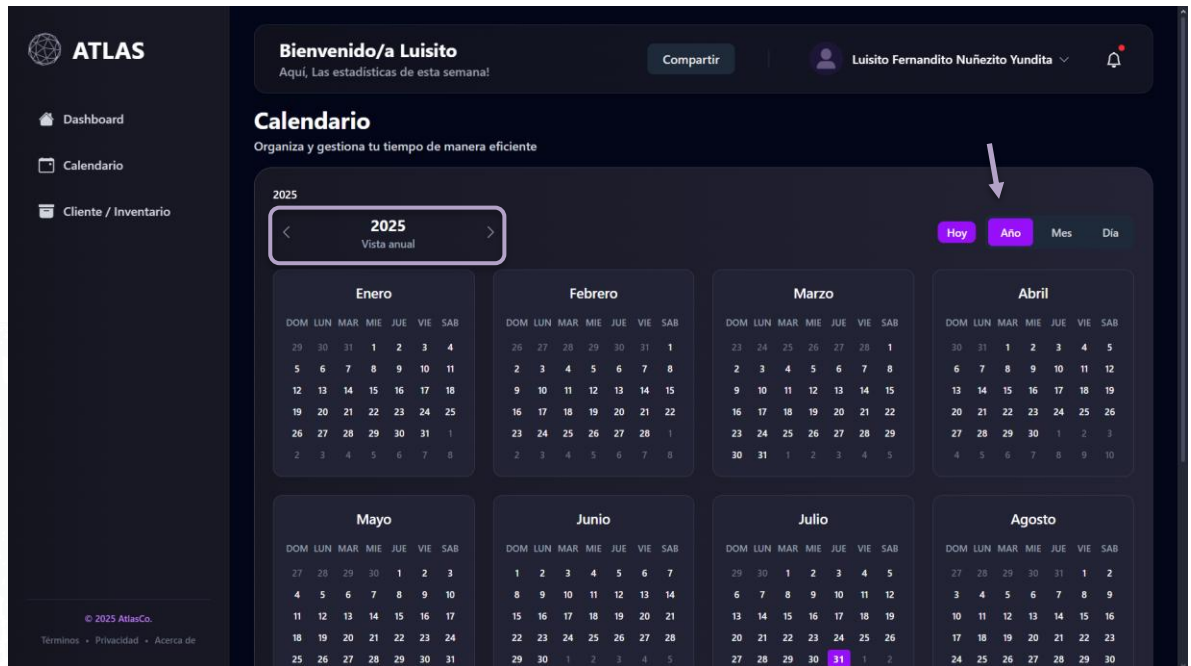 ATLAS
Dashboard
Calendario
Cliente / Inventario
© 2025 AtlasCo.
Términos • Privacidad • Acerca de
Bienvenido/a Luisito
Aquí, Las estadísticas de esta semana!
Compartir
Luisito Fernandito Nuñezito Yundita
Calendario
Organiza y gestiona tu tiempo de manera eficiente
2025
2025
Vista anual
Hoy Año Mes Día
Enero
DOM LUN MAR MIE JUE VIE SAB
29 30 31 1 2 3 4
5 6 7 8 9 10 11
12 13 14 15 16 17 18
19 20 21 22 23 24 25
26 27 28 29 30 31 1
2 3 4 5 6 7 8
Febrero
DOM LUN MAR MIE JUE VIE SAB
26 27 28 29 30 31 1
2 3 4 5 6 7 8
9 10 11 12 13 14 15
16 17 18 19 20 21 22
23 24 25 26 27 28 1
2 3 4 5 6 7 8
Marzo
DOM LUN MAR MIE JUE VIE SAB
23 24 25 26 27 28 1
2 3 4 5 6 7 8
9 10 11 12 13 14 15
16 17 18 19 20 21 22
23 24 25 26 27 28 29
30 31 1 2 3 4 5
Abril
DOM LUN MAR MIE JUE VIE SAB
30 31 1 2 3 4 5
6 7 8 9 10 11 12
13 14 15 16 17 18 19
20 21 22 23 24 25 26
27 28 29 30 1 2 3
4 5 6 7 8 9 10
Mayo
DOM LUN MAR MIE JUE VIE SAB
27 28 29 30 1 2 3
4 5 6 7 8 9 10
11 12 13 14 15 16 17
18 19 20 21 22 23 24
25 26 27 28 29 30 31
Junio
DOM LUN MAR MIE JUE VIE SAB
1 2 3 4 5 6 7
8 9 10 11 12 13 14
15 16 17 18 19 20 21
22 23 24 25 26 27 28
29 30 1 2 3 4 5
Julio
DOM LUN MAR MIE JUE VIE SAB
29 30 1 2 3 4 5
6 7 8 9 10 11 12
13 14 15 16 17 18 19
20 21 22 23 24 25 26
27 28 29 30 31 1 2
Agosto
DOM LUN MAR MIE JUE VIE SAB
27 28 29 30 31 1 2
3 4 5 6 7 8 9
10 11 12 13 14 15 16
17 18 19 20 21 22 23
24 25 26 27 28 29 30